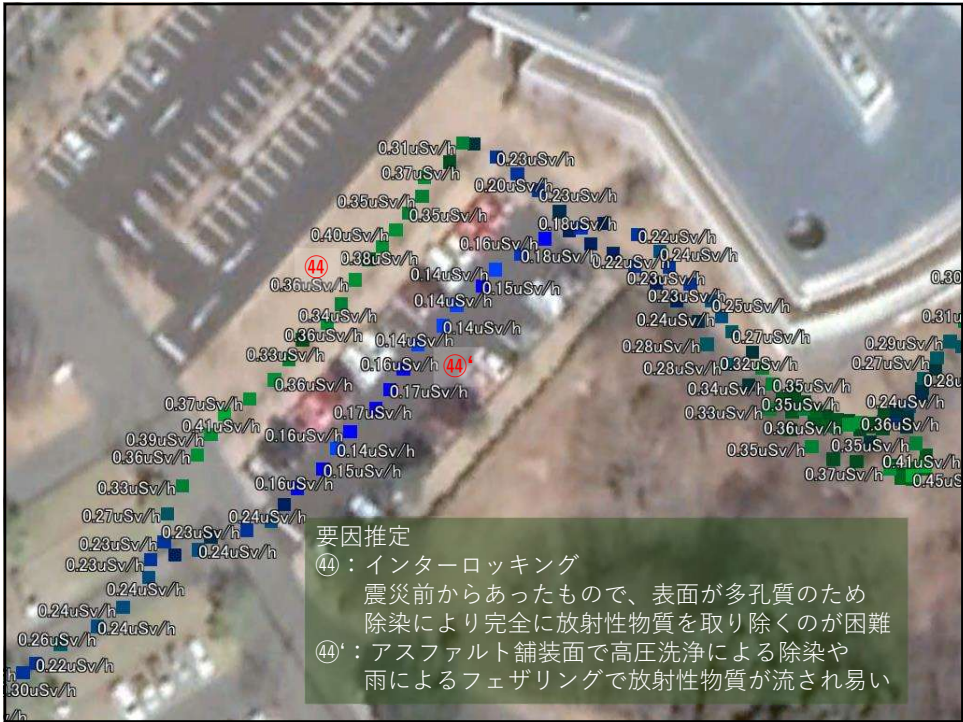 0.31uSv/h
0.37uSv/h
0.23uSv/h
0.20uSv/h
0.35uSv/h
0.23uSv/h
0.35uSv/h
0.18uSv/h
0.40uSv/h
0.16uSv/h
0.22uSv/h
0.38uSv/h
0.18uSv/h
0.24uSv/h
㊹
0.22uSv/h
0.14uSv/h
0.23uSv/h
0.36uSv/h
0.15uSv/h
0.30
0.14uSv/h
0.23uSv/h
0.25uSv/h
0.34uSv/h
0.24uSv/h
0.31u
0.14uSv/h
0.36uSv/h
0.27uSv/h
0.14uSv/h
0.28uSv/h
0.29uSv/h
0.33uSv/h
0.16uSv/h
㊹‘
0.32uSv/h
0.27uSv/h
0.28uSv/h
0.36uSv/h
0.28u
0.17uSv/h
0.34uSv/h
0.35uSv/h
0.37uSv/h
0.24uSv/h
0.17uSv/h
0.33uSv/h
0.35uSv/h
0.41uSv/h
0.36uSv/h
0.36uSv/h
0.16uSv/h
0.39uSv/h
0.14uSv/h
0.35uSv/h
0.35uSv/h
0.36uSv/h
0.41uSv/h
0.15uSv/h
0.37uSv/h
0.45uS
0.16uSv/h
0.33uSv/h
0.27uSv/h
0.24uSv/h
0.23uSv/h
0.23uSv/h
0.24uSv/h
0.23uSv/h
0.24uSv/h
0.24uSv/h
0.24uSv/h
0.26uSv/h
0.22uSv/h
0.30uSv/h
要因推定
㊹：インターロッキング
震災前からあったもので、表面が多孔質のため
除染により完全に放射性物質を取り除くのが困難
㊹‘：アスファルト舗装面で高圧洗浄による除染や
雨によるフェザリングで放射性物質が流され易い